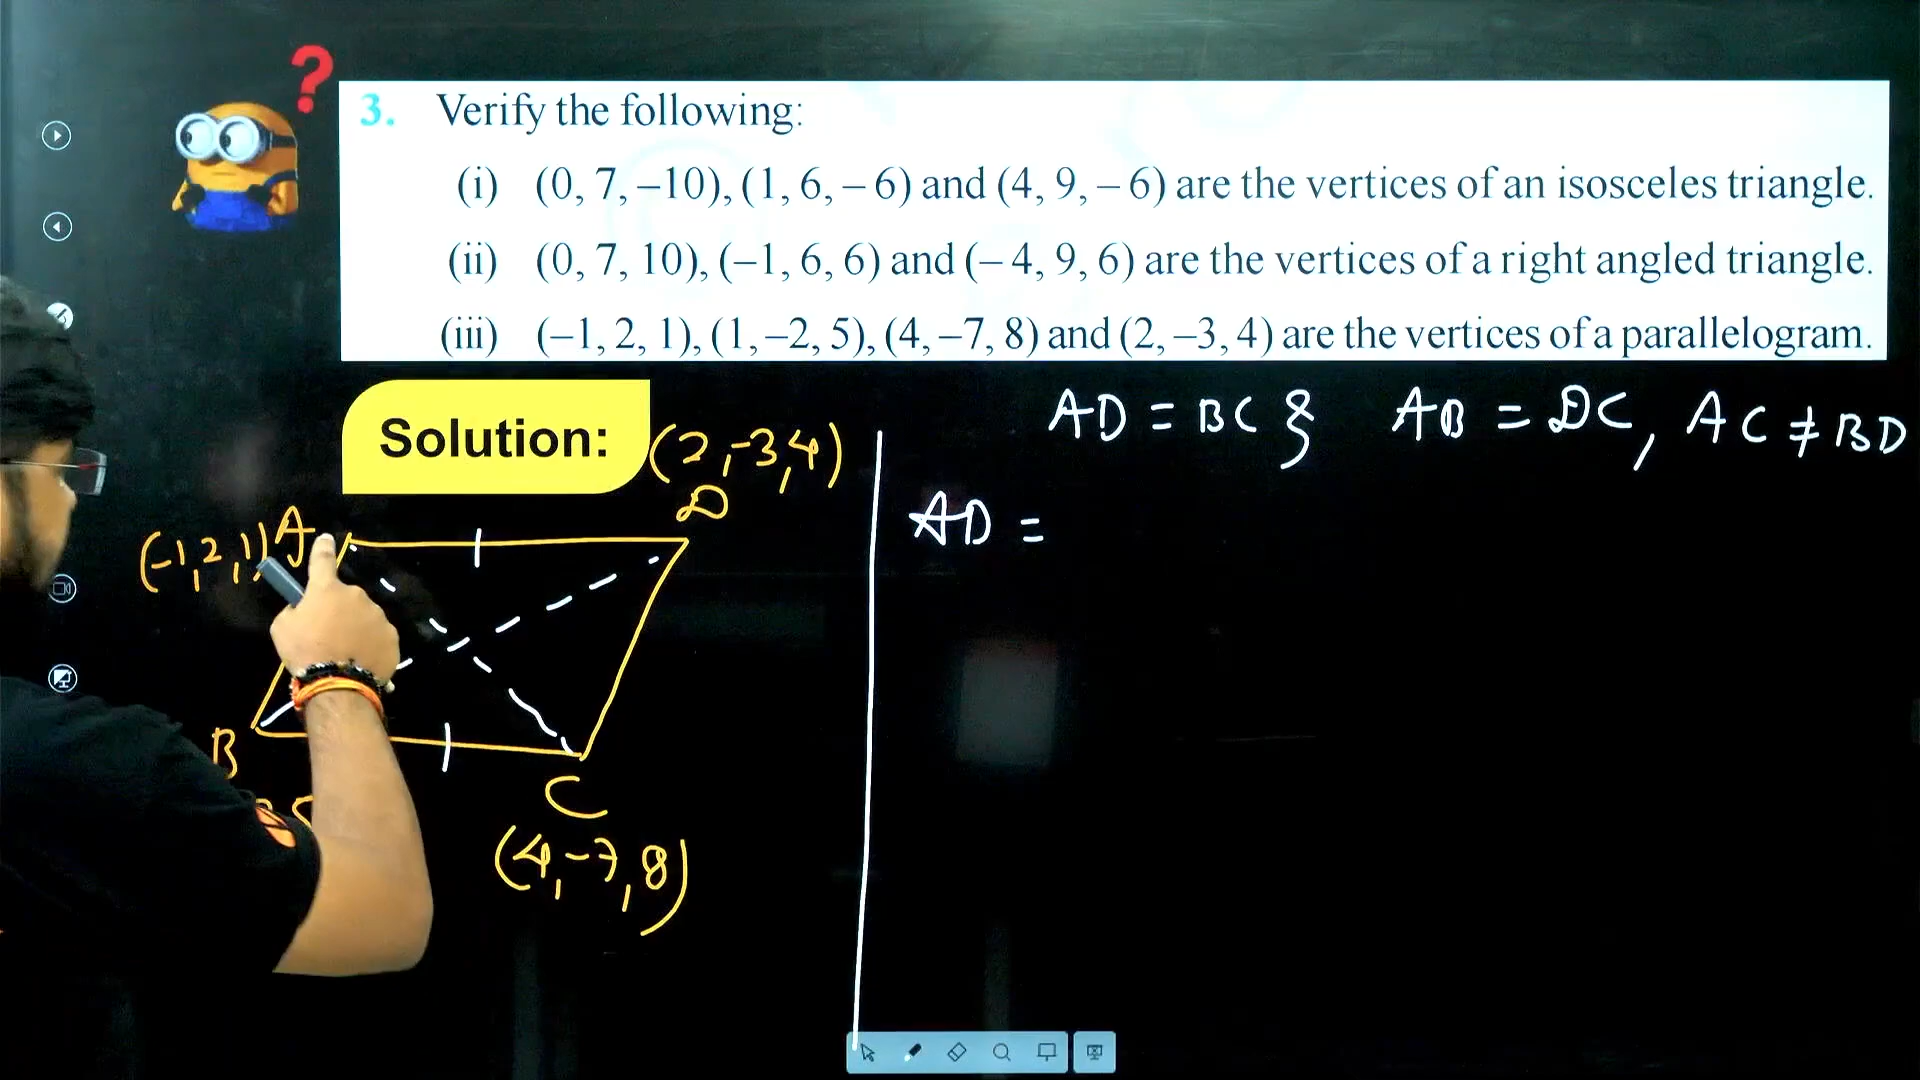 ?
3. Verify the following:
(i) (0, 7, –10), (1, 6, – 6) and (4, 9, – 6) are the vertices of an isosceles triangle.
(ii) (0, 7, 10), (–1, 6, 6) and (– 4, 9, 6) are the vertices of a right angled triangle.
(iii) (–1, 2, 1), (1, –2, 5), (4, –7, 8) and (2, –3, 4) are the vertices of a parallelogram.
Solution:
(2,-3,4)
D
(-1,2,1) A
B
C
(4,-7,8)
AD = BC } AB = DC, AC ≠ BD
AD =